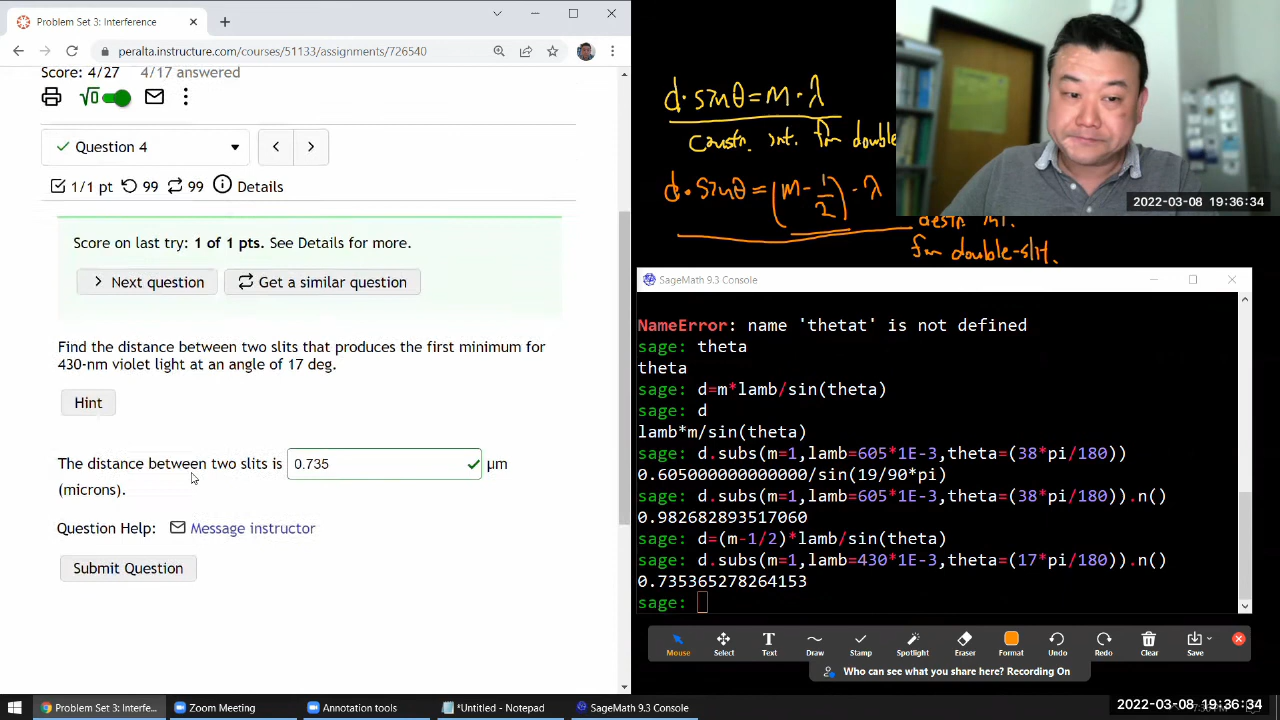 Problem Set 3: Interference
peralta.instructure.com/courses/51133/assignments/726540
Score: 4/27 4/17 answered
√0
Question 4
1/1 pt 99 99 Details
Score on last try: 1 of 1 pts. See Details for more.
Next question
Get a similar question
Find the distance between two slits that produces the first minimum for
430-nm violet light at an angle of 17 deg.
Hint
The distance between two slits is 0.735 μm
(microns).
Question Help: Message instructor
Submit Question
d·sinθ=m·λ
constr. int. for double
d·sinθ=(m-1/2)·λ
destr. int.
for double-slit.
2022-03-08 19:36:34
SageMath 9.3 Console
NameError: name 'thetat' is not defined
sage: theta
theta
sage: d=m*lamb/sin(theta)
sage: d
lamb*m/sin(theta)
sage: d.subs(m=1,lamb=605*1E-3,theta=(38*pi/180))
0.605000000000000/sin(19/90*pi)
sage: d.subs(m=1,lamb=605*1E-3,theta=(38*pi/180)).n()
0.982682893517060
sage: d=(m-1/2)*lamb/sin(theta)
sage: d.subs(m=1,lamb=430*1E-3,theta=(17*pi/180)).n()
0.735365278264153
sage:
Mouse Select Text Draw Stamp Spotlight Eraser Format Undo Redo Clear Save
Who can see what you share here? Recording On
Problem Set 3: Interfe...
Zoom Meeting
Annotation tools
*Untitled - Notepad
SageMath 9.3 Console
2022-03-08 19:36:34